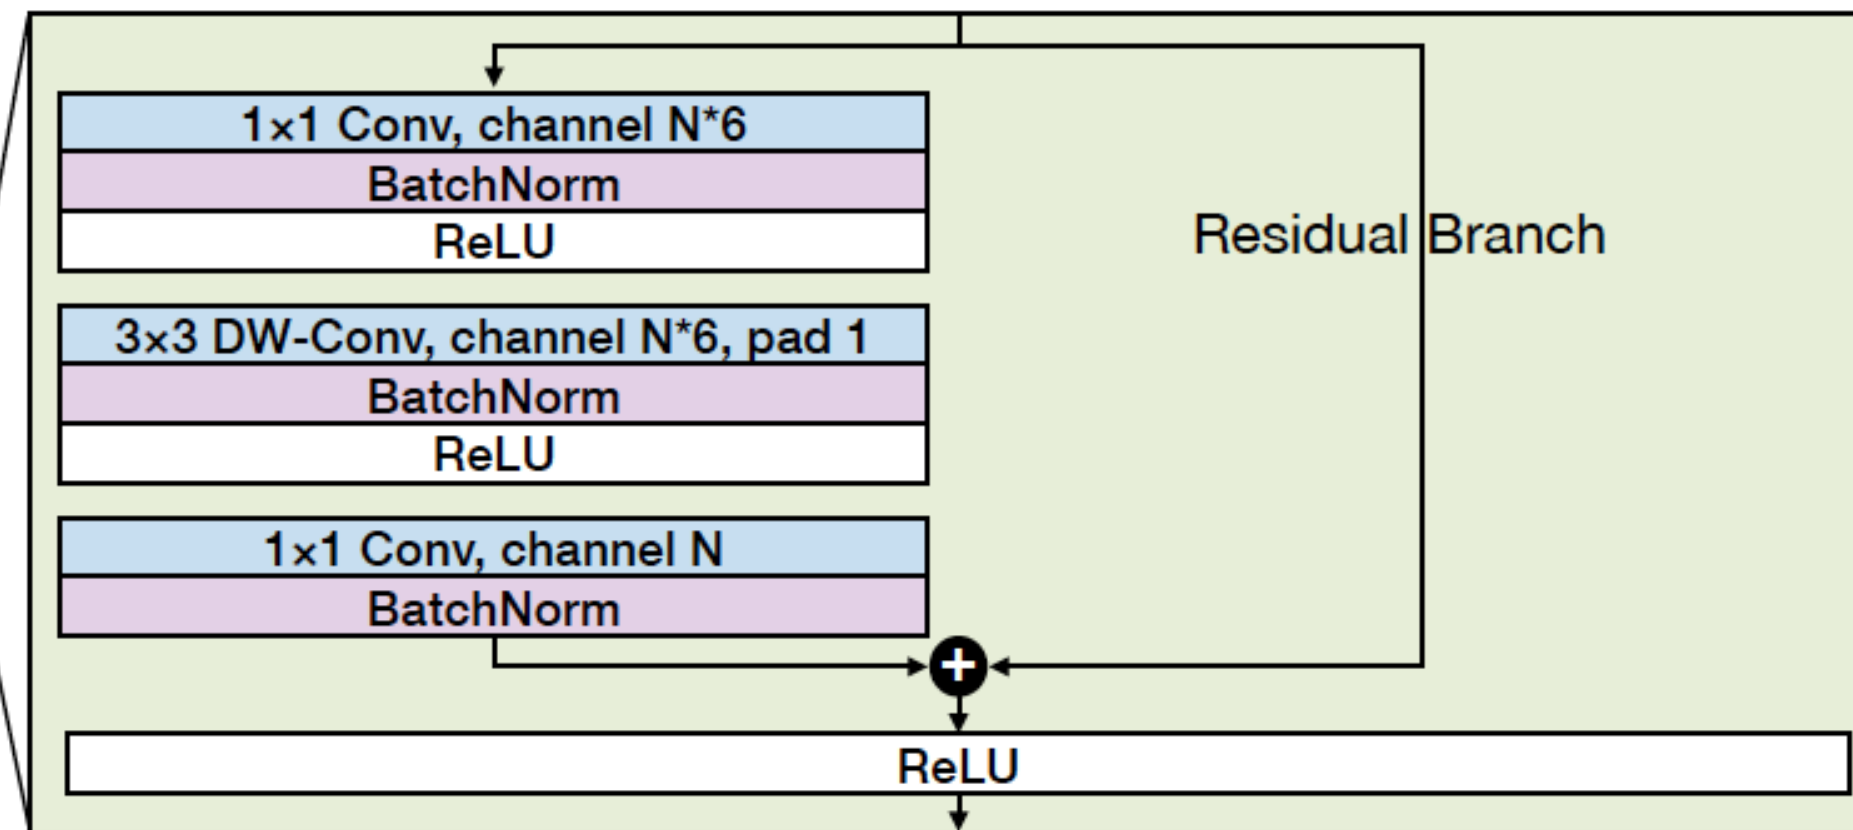 1×1 Conv, channel N*6
BatchNorm
ReLU
Residual Branch
3×3 DW-Conv, channel N*6, pad 1
BatchNorm
ReLU
1×1 Conv, channel N
BatchNorm
+
ReLU